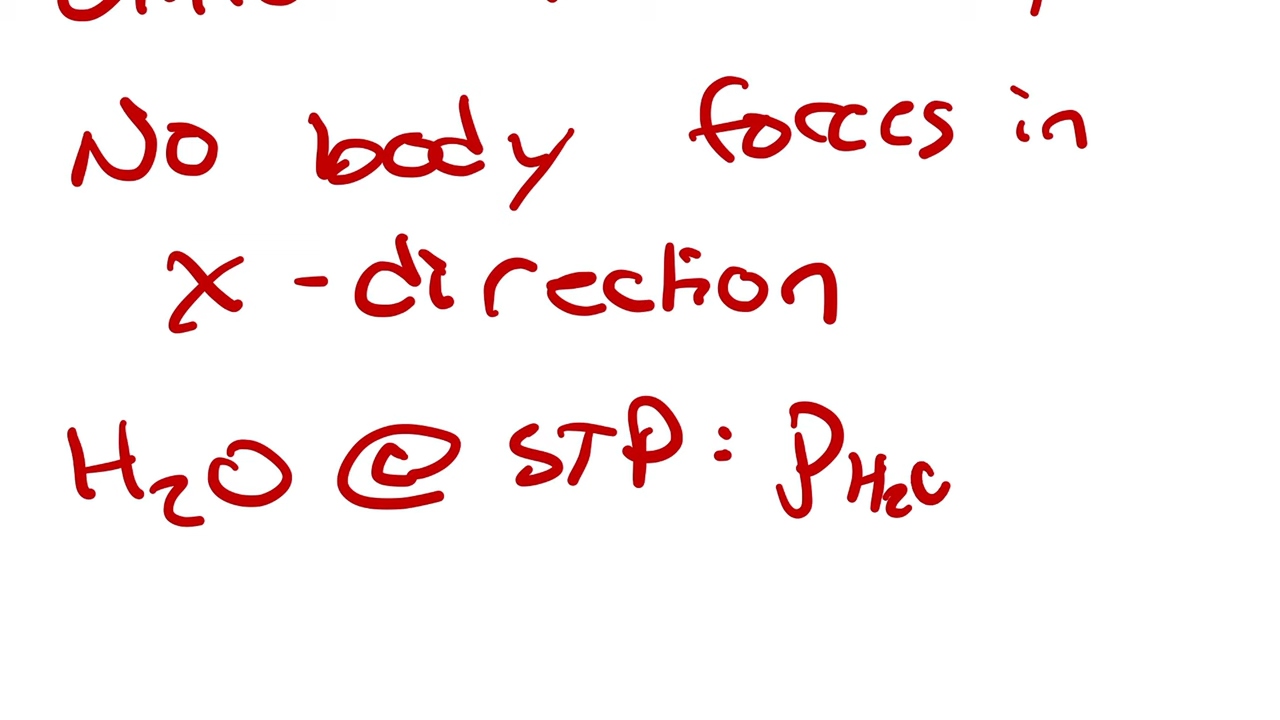 No body forces in
x - direction
H₂O @ STP : ρH₂O